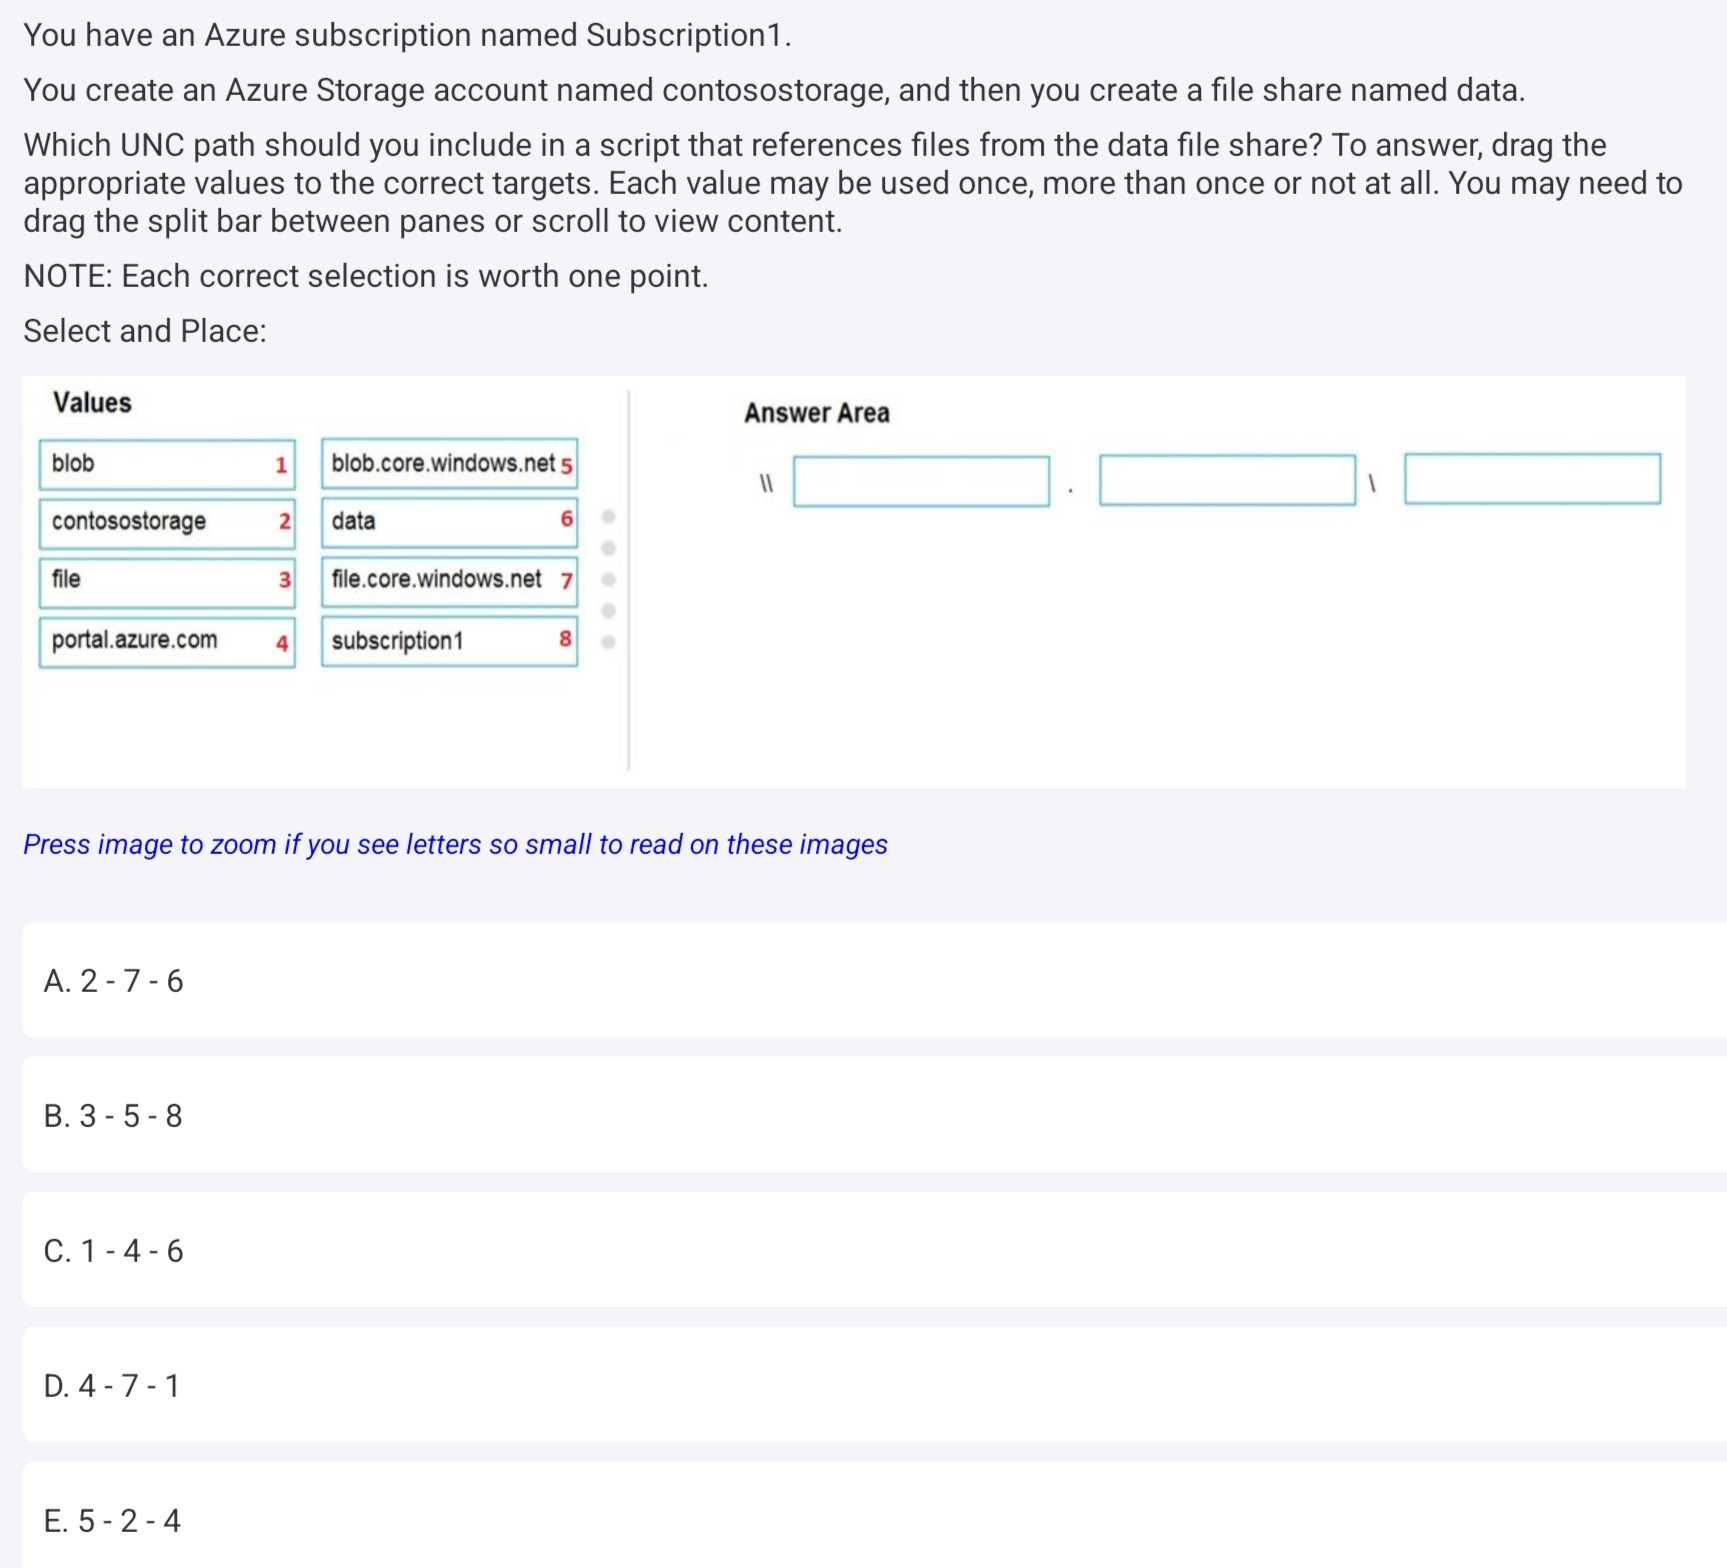 You have an Azure subscription named Subscription1.
You create an Azure Storage account named contosostorage, and then you create a file share named data.
Which UNC path should you include in a script that references files from the data file share? To answer, drag the
appropriate values to the correct targets. Each value may be used once, more than once or not at all. You may need to
drag the split bar between panes or scroll to view content.
NOTE: Each correct selection is worth one point.
Select and Place:
Values
blob 1
blob.core.windows.net 5
contosostorage 2
data 6
file 3
file.core.windows.net 7
portal.azure.com 4
subscription1 8
Answer Area
\\ . \
Press image to zoom if you see letters so small to read on these images
A. 2 - 7 - 6
B. 3 - 5 - 8
C. 1 - 4 - 6
D. 4 - 7 - 1
E. 5 - 2 - 4